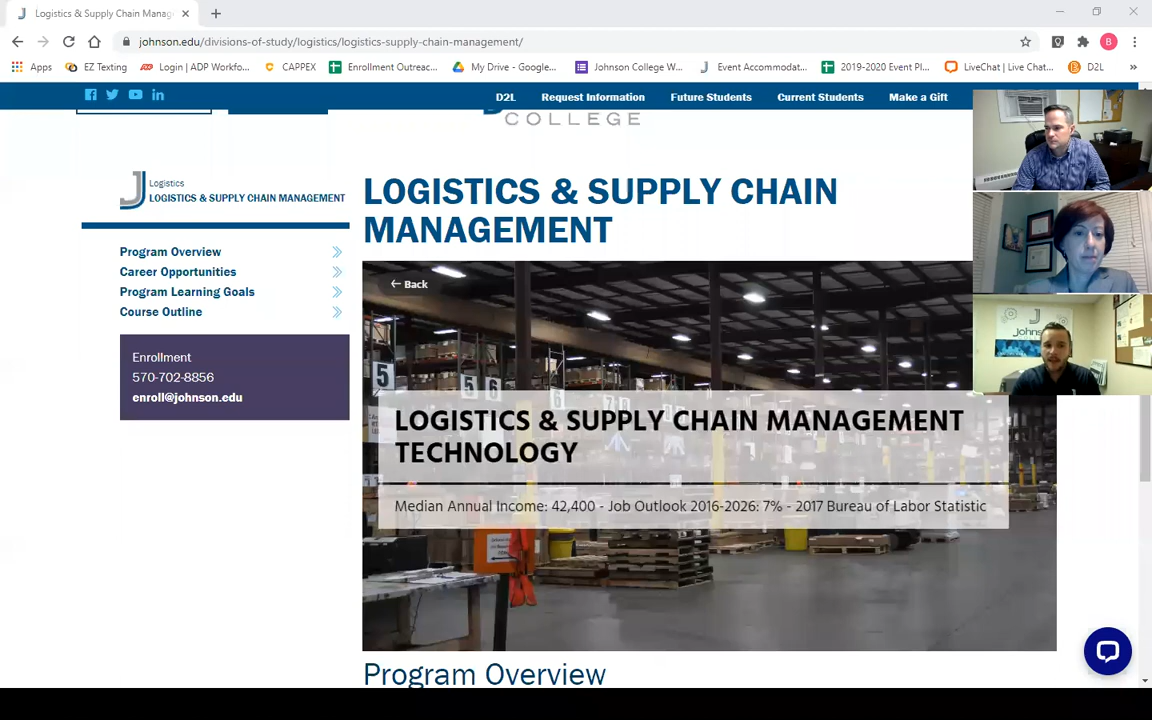 Logistics & Supply Chain Manag
johnson.edu/divisions_of_study/logistics/logistics-supply-chain-management/
B
Apps
EZ Texting
Login | ADP Workfo...
CAPPEX
Enrollment Outreac...
My Drive - Google...
Johnson College W...
Event Accommodat...
2019-2020 Event Pl...
LiveChat | Live Chat...
D2L
»
D2L
Request Information
Future Students
Current Students
Make a Gift
COLLEGE
Logistics
LOGISTICS & SUPPLY CHAIN MANAGEMENT
Program Overview
Career Opportunities
Program Learning Goals
Course Outline
Enrollment
570-702-8856
enroll@johnson.edu
LOGISTICS & SUPPLY CHAIN
MANAGEMENT
← Back
5
5 6
LOGISTICS & SUPPLY CHAIN MANAGEMENT
TECHNOLOGY
Median Annual Income: 42,400 - Job Outlook 2016-2026: 7% - 2017 Bureau of Labor Statistic
Program Overview